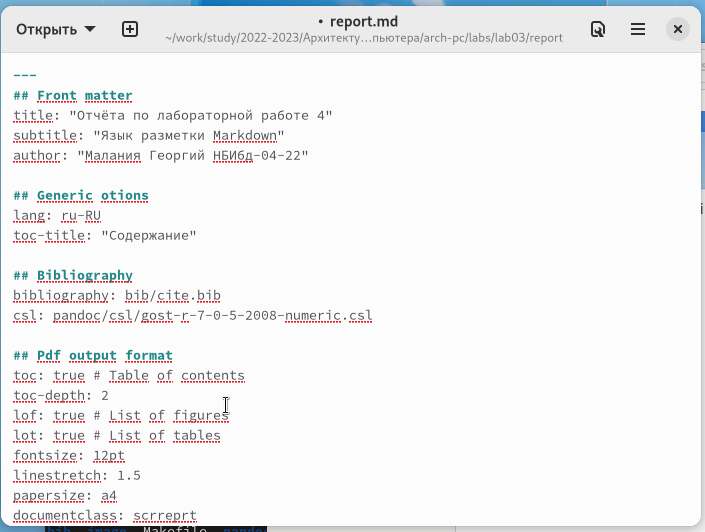 Открыть
• report.md
~/work/study/2022-2023/Архитекту…пьютера/arch-pc/labs/lab03/report
---
## Front matter
title: "Отчёта по лабораторной работе 4"
subtitle: "Язык разметки Markdown"
author: "Малания Георгий НБИбд-04-22"
## Generic otions
lang: ru-RU
toc-title: "Содержание"
## Bibliography
bibliography: bib/cite.bib
csl: pandoc/csl/gost-r-7-0-5-2008-numeric.csl
## Pdf output format
toc: true # Table of contents
toc-depth: 2
lof: true # List of figures
lot: true # List of tables
fontsize: 12pt
linestretch: 1.5
papersize: a4
documentclass: scrreprt